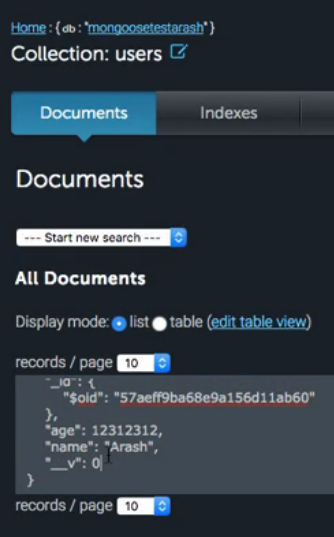 Home : { db : "mongoosetestarash" }
Collection: users
Documents Indexes
Documents
--- Start new search ---
All Documents
Display mode: list table (edit table view)
records / page 10
"_id": {
"$oid": "57aeff9ba68e9a156d11ab60"
},
"age": 12312312,
"name": "Arash",
"__v": 0
}
records / page 10